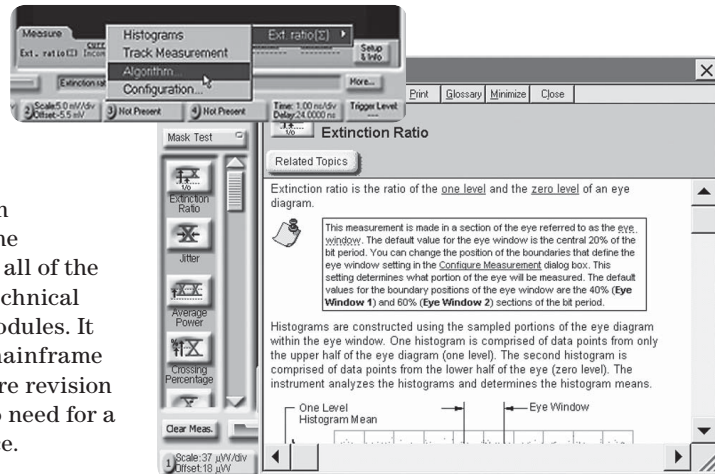 Measure
curr
Histograms
Ext. ratio(Σ)
Track Measurement
Setup
& Info
Algorithm...
Configuration...
More...
2) Scale:5.0 mV/div
Offset:-5.5 mV
3) Not Present
4) Not Present
Time: 1.00 ns/div
Delay:24.0000 ns
Trigger Level:
---
Print Glossary Minimize Close
Mask Test
1/0
Extinction Ratio
Related Topics
Extinction
Ratio
Jitter
Average
Power
Crossing
Percentage
Clear Meas.
1) Scale:37 µW/div
Offset:18 µW
Extinction ratio is the ratio of the one level and the zero level of an eye
diagram.
This measurement is made in a section of the eye referred to as the eye
window. The default value for the eye window is the central 20% of the
bit period. You can change the position of the boundaries that define the
eye window setting in the Configure Measurement dialog box. This
setting determines what portion of the eye will be measured. The default
values for the boundary positions of the eye window are the 40% (Eye
Window 1) and 60% (Eye Window 2) sections of the bit period.
Histograms are constructed using the sampled portions of the eye diagram
within the eye window. One histogram is comprised of data points from only
the upper half of the eye diagram (one level). The second histogram is
comprised of data points from the lower half of the eye (zero level). The
instrument analyzes the histograms and determines the histogram means.
One Level
Histogram Mean
Eye Window
all of the
odules. It
mainframe
re revision
need for a